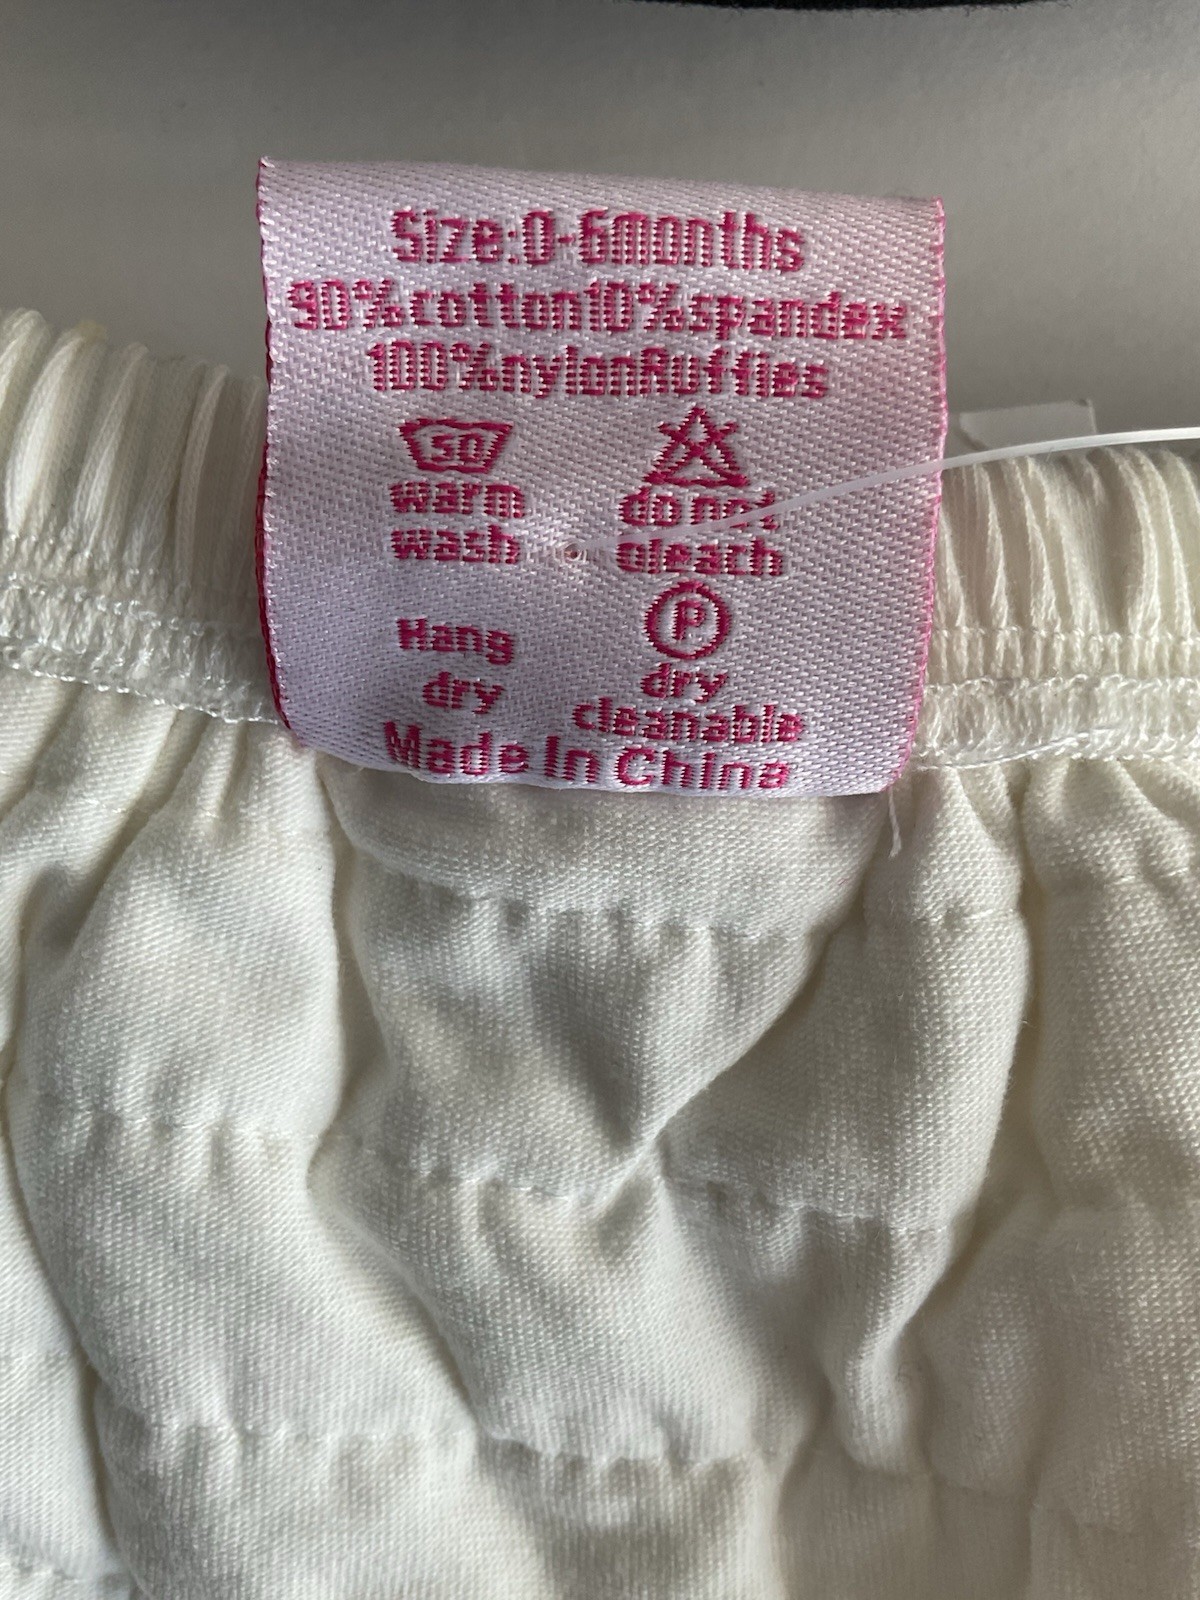 Size:0-6months
90%cotton10%spandex
100%nylonRuffles
50
warm
wash
do not
bleach
Hang
dry
P
dry
cleanable
Made In China